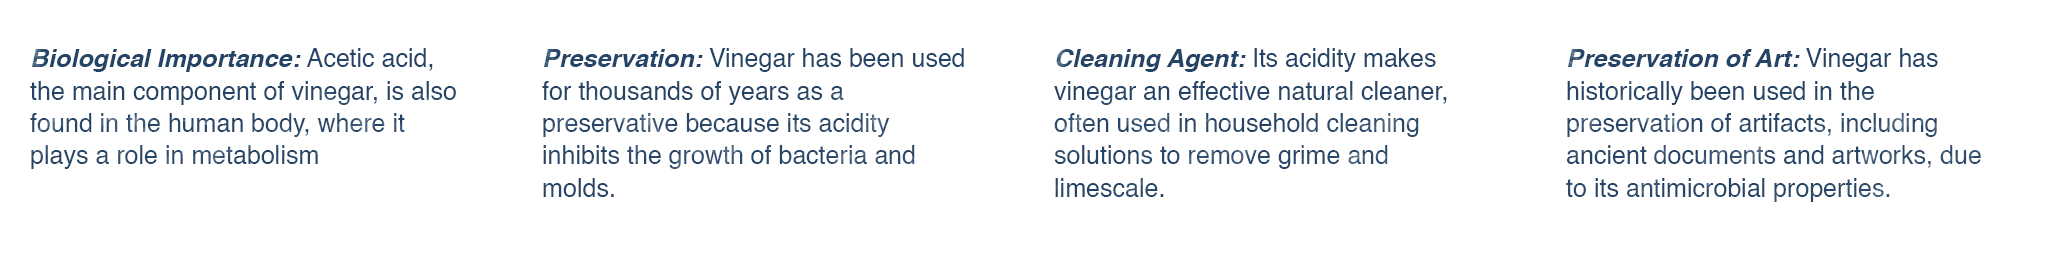 Biological Importance: Acetic acid,
the main component of vinegar, is also
found in the human body, where it
plays a role in metabolism
Preservation: Vinegar has been used
for thousands of years as a
preservative because its acidity
inhibits the growth of bacteria and
molds.
Cleaning Agent: Its acidity makes
vinegar an effective natural cleaner,
often used in household cleaning
solutions to remove grime and
limescale.
Preservation of Art: Vinegar has
historically been used in the
preservation of artifacts, including
ancient documents and artworks, due
to its antimicrobial properties.